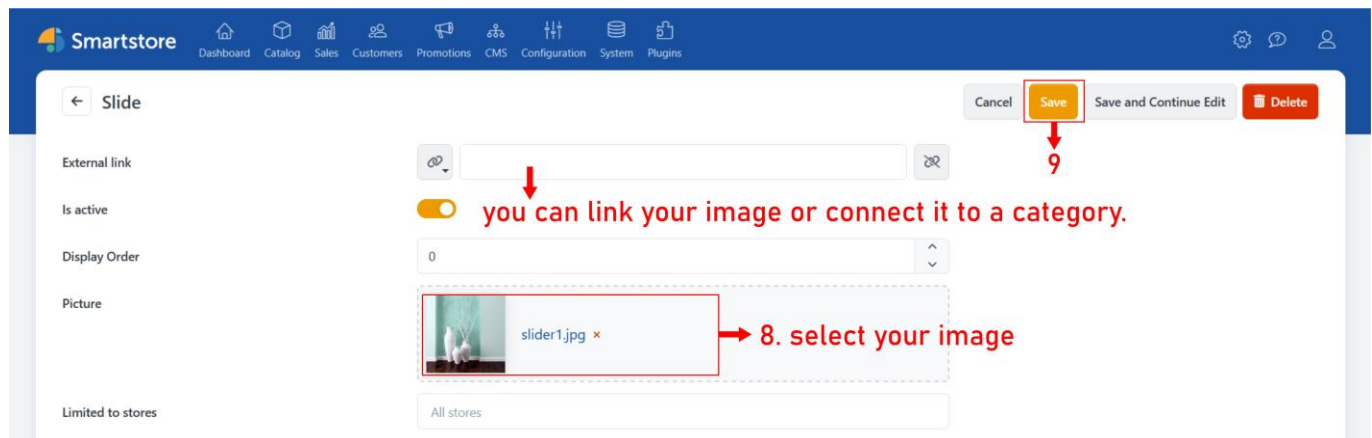 Smartstore
Dashboard Catalog Sales Customers Promotions CMS Configuration System Plugins
Slide
Cancel Save Save and Continue Edit Delete
9
External link
Is active
you can link your image or connect it to a category.
Display Order 0
Picture
slider1.jpg ×
8. select your image
Limited to stores All stores